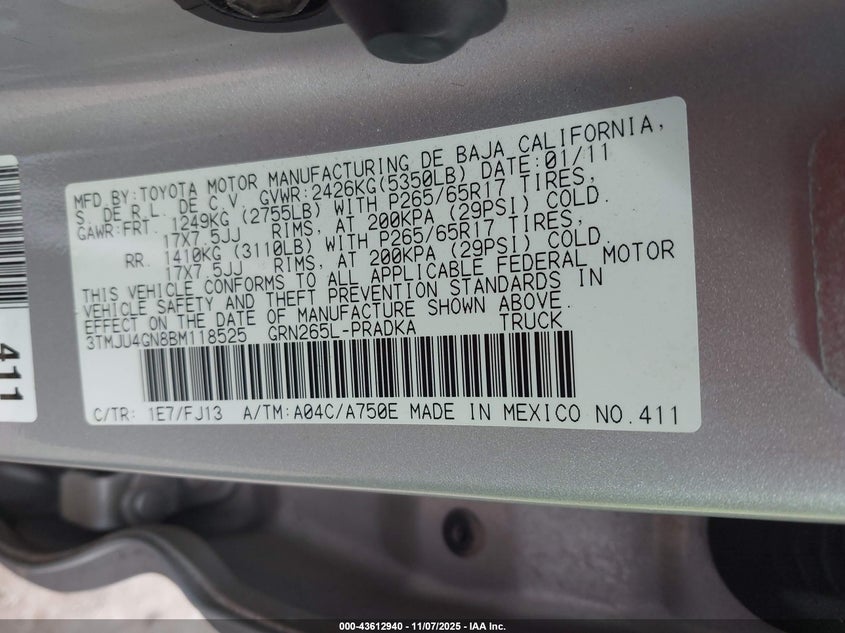 MFD BY:TOYOTA MOTOR MANUFACTURING DE BAJA CALIFORNIA,
S. DE R.L. DE C.V. GVWR:2426KG(5350LB) DATE:01/11
GAWR:FRT. 1249KG (2755LB) WITH P265/65R17 TIRES,
17X7.5JJ RIMS, AT 200KPA (29PSI) COLD.
RR. 1410KG (3110LB) WITH P265/65R17 TIRES,
17X7.5JJ RIMS, AT 200KPA (29PSI) COLD.
THIS VEHICLE CONFORMS TO ALL APPLICABLE FEDERAL MOTOR
VEHICLE SAFETY AND THEFT PREVENTION STANDARDS IN
EFFECT ON THE DATE OF MANUFACTURE SHOWN ABOVE.
3TMJU4GN8BM118525 GRN265L-PRADKA TRUCK
C/TR: 1E7/FJ13 A/TM:A04C/A750E MADE IN MEXICO NO.411
411
000-43612940 - 11/07/2025 - IAA Inc.